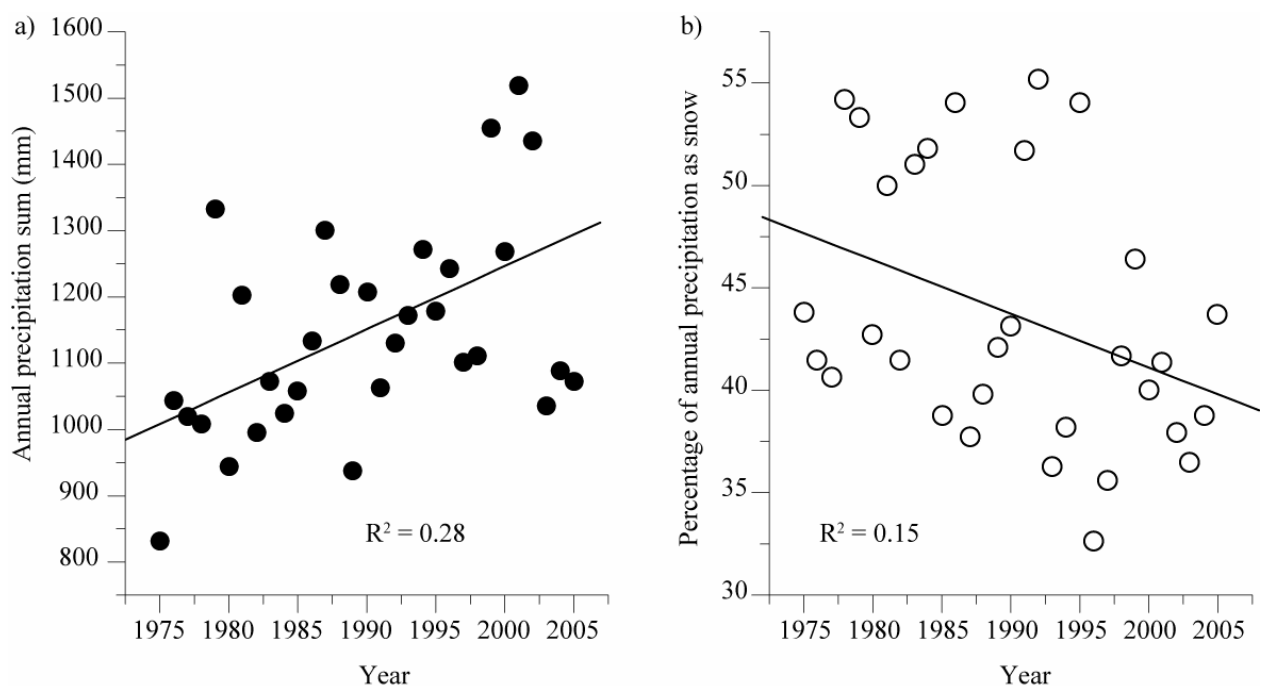 a)
Annual precipitation sum (mm)
1600
1500
1400
1300
1200
1100
1000
900
800
R² = 0.28
1975 1980 1985 1990 1995 2000 2005
Year
b)
Percentage of annual precipitation as snow
55
50
45
40
35
30
R² = 0.15
1975 1980 1985 1990 1995 2000 2005
Year